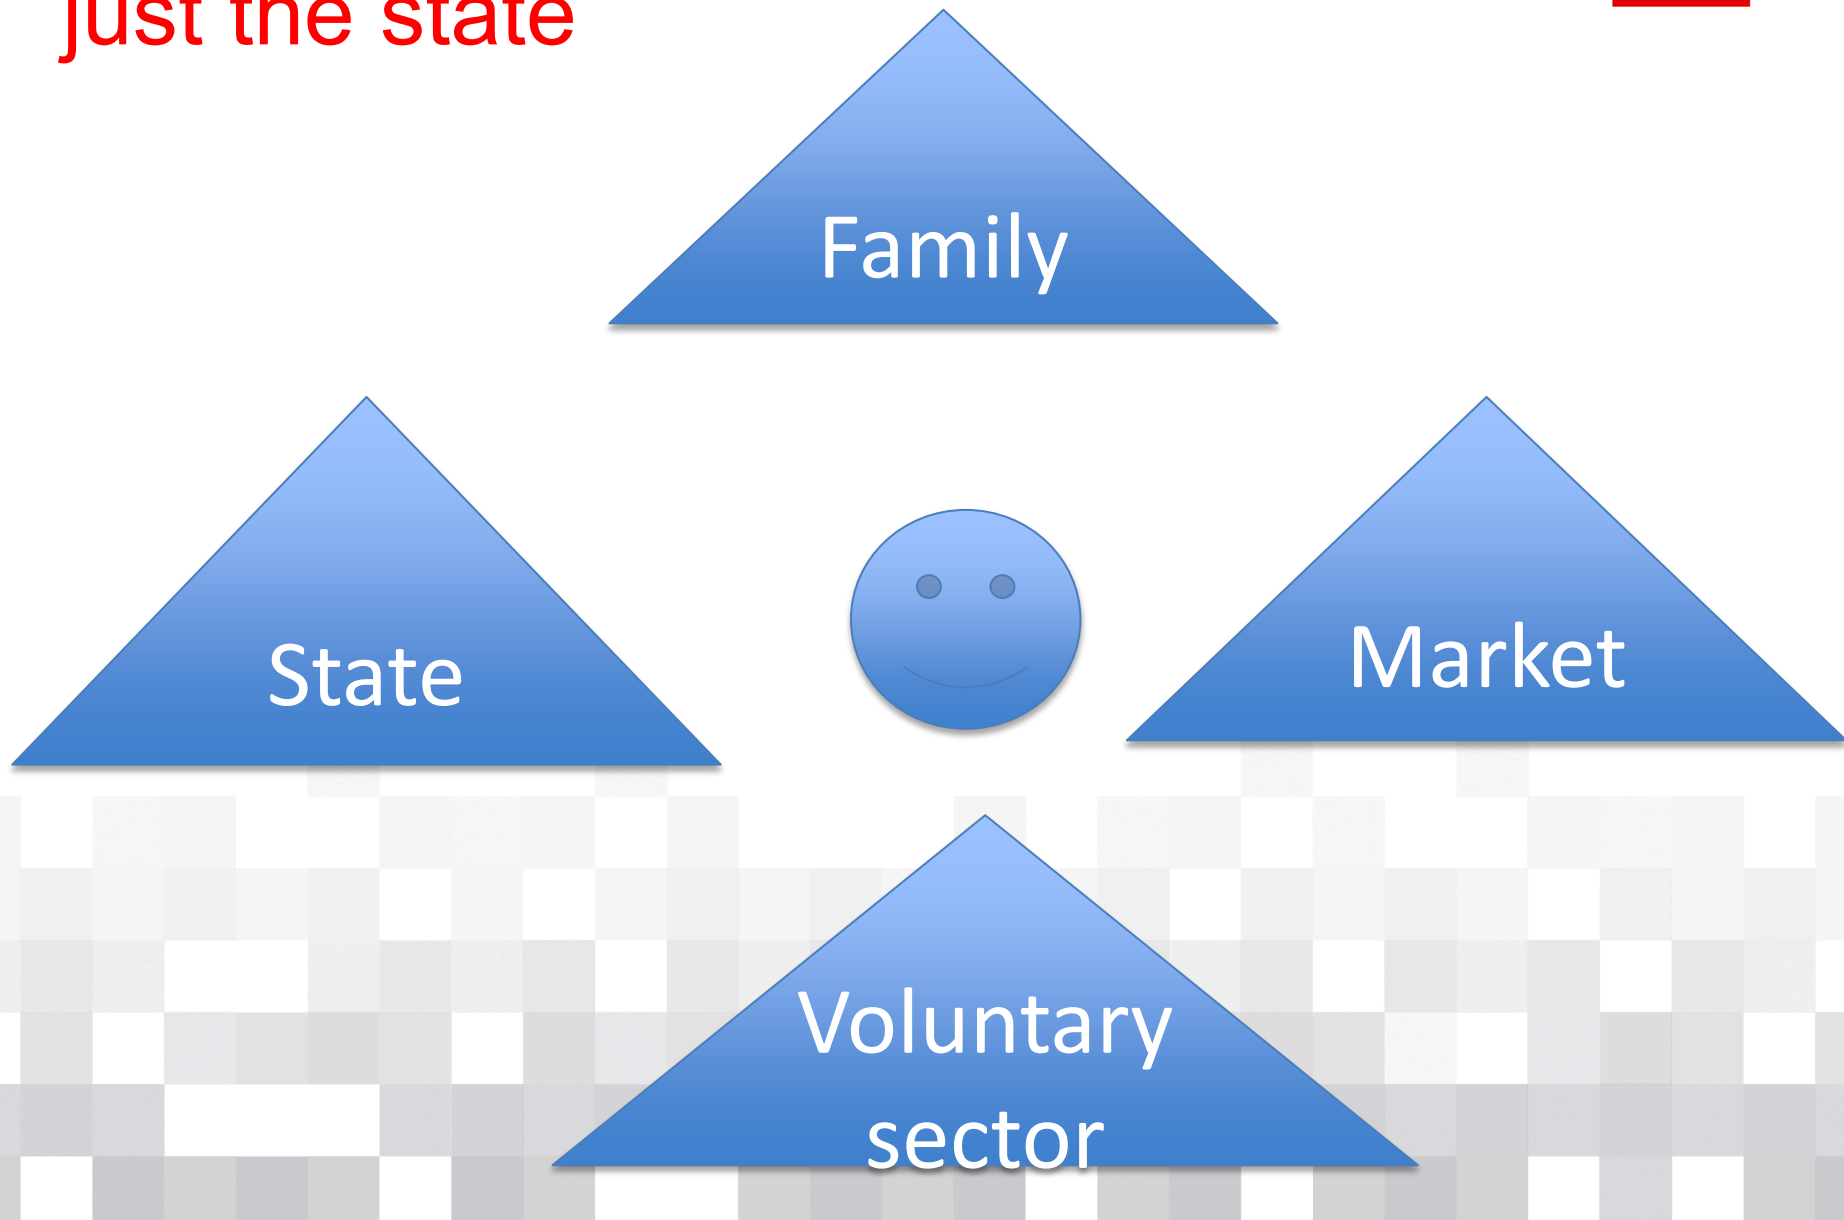 just the state
Family
State
Market
Voluntary
sector